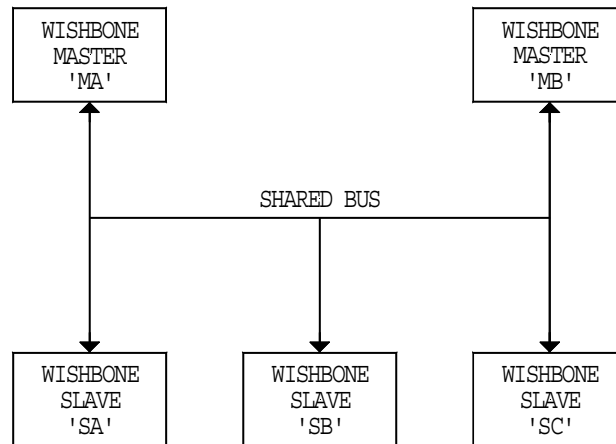 WISHBONE
MASTER
'MA'
WISHBONE
MASTER
'MB'
SHARED BUS
WISHBONE
SLAVE
'SA'
WISHBONE
SLAVE
'SB'
WISHBONE
SLAVE
'SC'